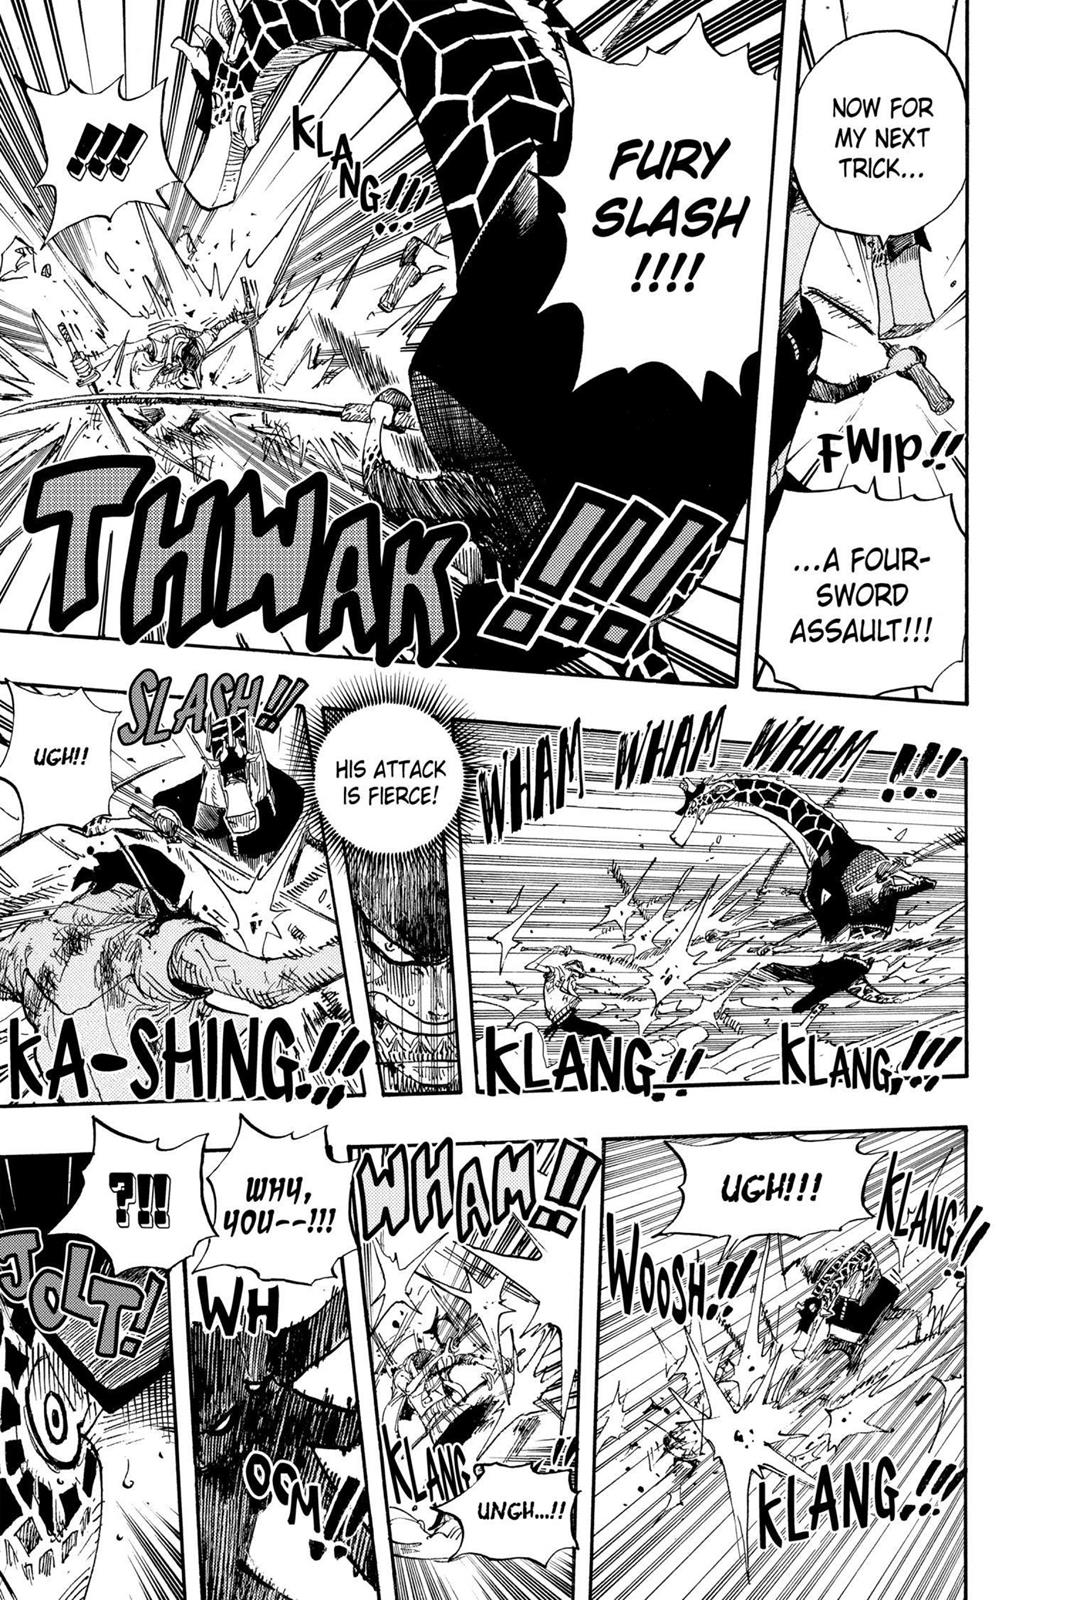 NOW FOR
MY NEXT
TRICK...
FWIP!!
...A FOUR-
SWORD
ASSAULT!!!
FURY
SLASH
!!!!
KLANG!!!
!!!
THWAK!!!
WHAM WHAM WHAM!!!
KLANG!!
KLANG!!!
HIS ATTACK
IS FIERCE!
SLASH!!
UGH!!
KA-SHING!!!
UGH!!!
KLANG!!
WOOSH!!
KLANG!!!
WHAM!!
KLANG!!
UNGH...!!
WHY,
YOU--!!!
WH
OOM!!
?!!!
JOLT!